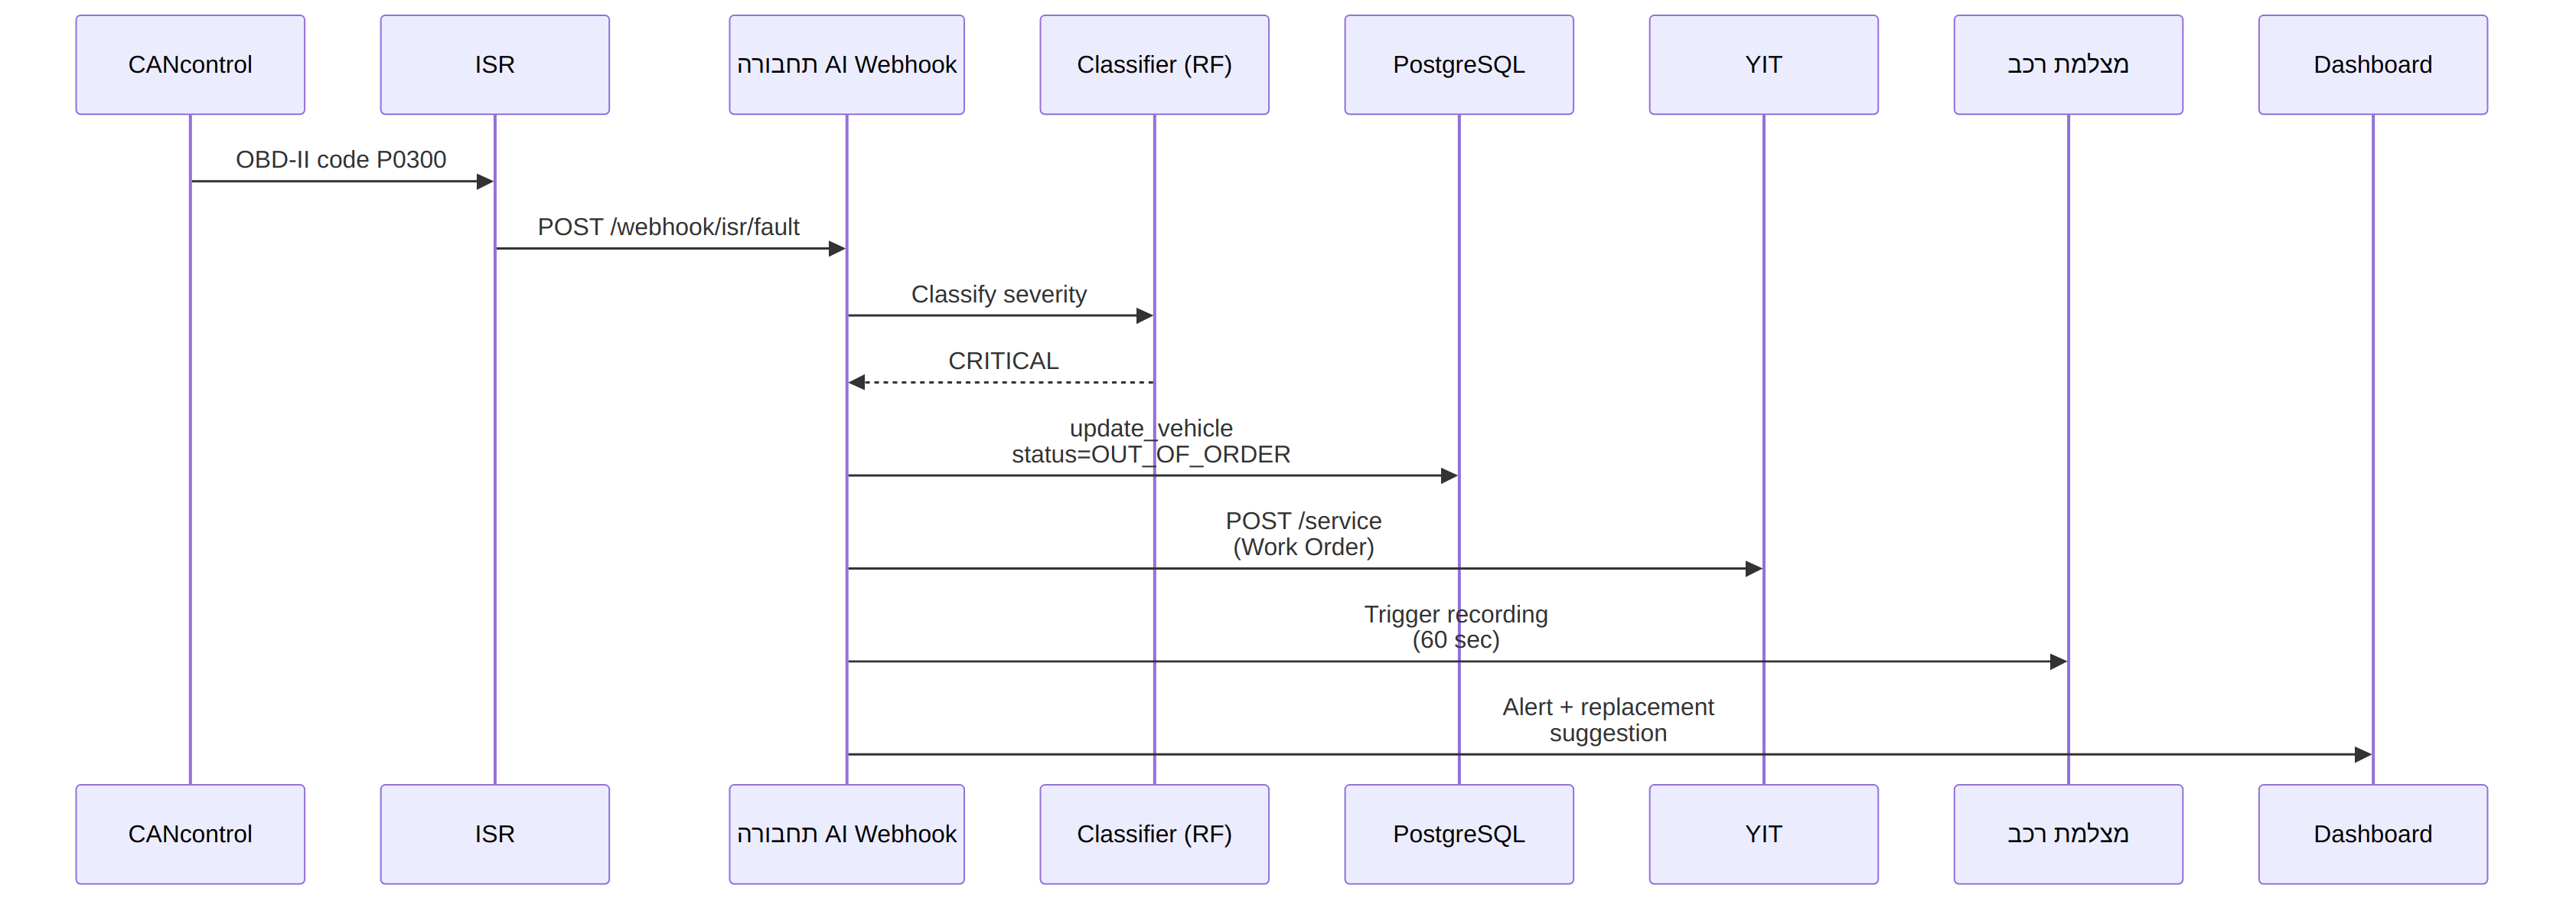 CANcontrol
ISR
תחבורה AI Webhook
Classifier (RF)
PostgreSQL
YIT
מצלמת רכב
Dashboard
OBD-II code P0300
POST /webhook/isr/fault
Classify severity
CRITICAL
update_vehicle
status=OUT_OF_ORDER
POST /service
(Work Order)
Trigger recording
(60 sec)
Alert + replacement
suggestion
CANcontrol
ISR
תחבורה AI Webhook
Classifier (RF)
PostgreSQL
YIT
מצלמת רכב
Dashboard